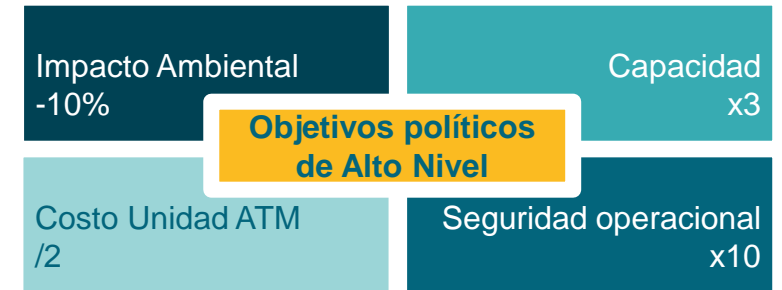 Impacto Ambiental
-10%
Capacidad
x3
Objetivos políticos
de Alto Nivel
Costo Unidad ATM
/2
Seguridad operacional
x10